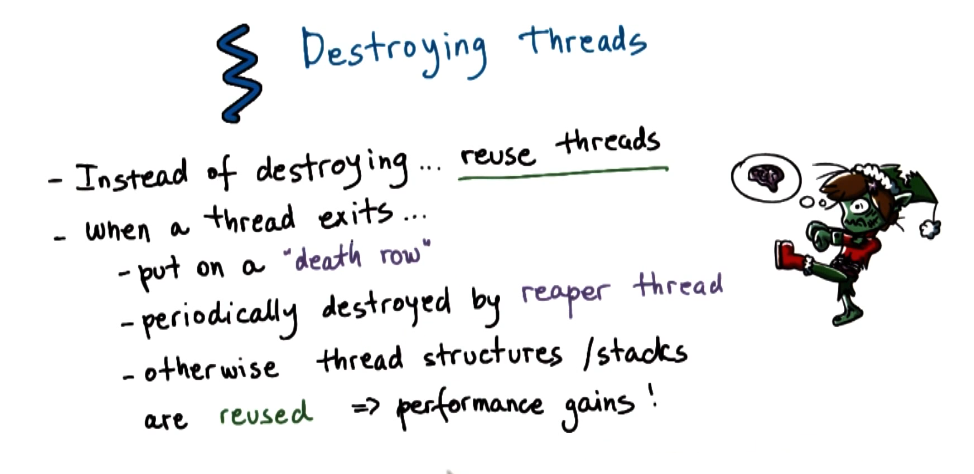 Destroying Threads
- Instead of destroying... reuse threads
- when a thread exits...
- put on a "death row"
- periodically destroyed by reaper thread
- otherwise thread structures / stacks
are reused => performance gains!